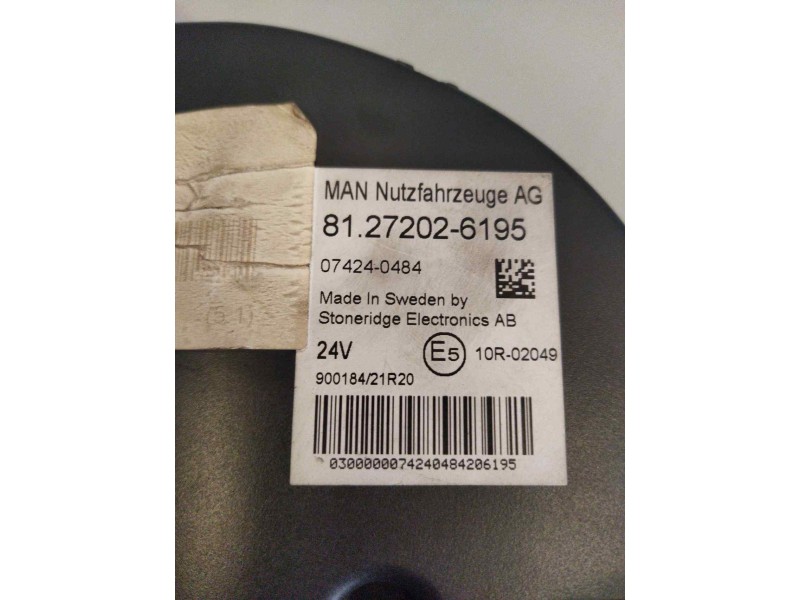 MAN Nutzfahrzeuge AG
81.27202-6195
07424-0484
Made In Sweden by
Stoneridge Electronics AB
24V E5 10R-02049
900184/21R20
0300000074240484206195